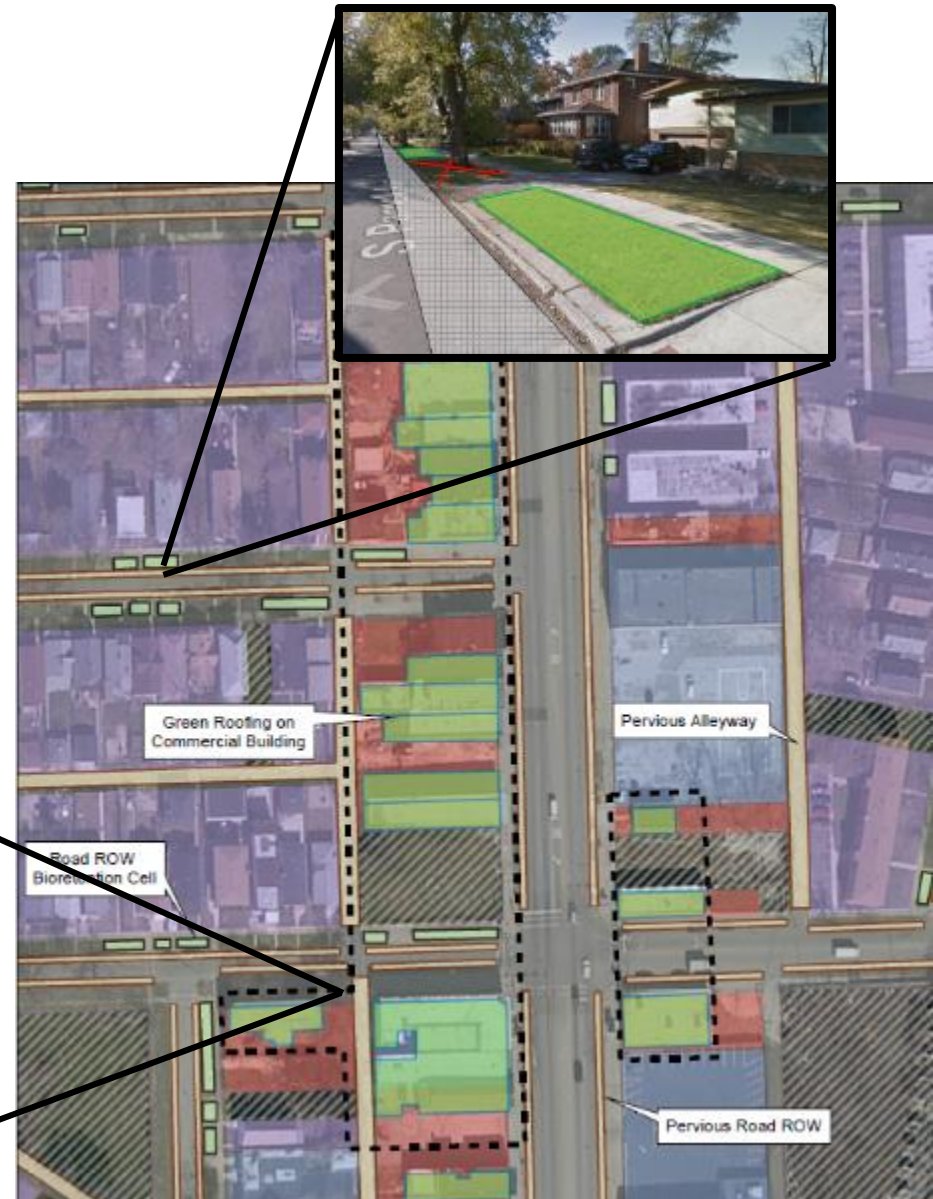 Green Roofing on
Commercial Building
Pervious Alleyway
Road ROW
Bioretention Cell
Pervious Road ROW